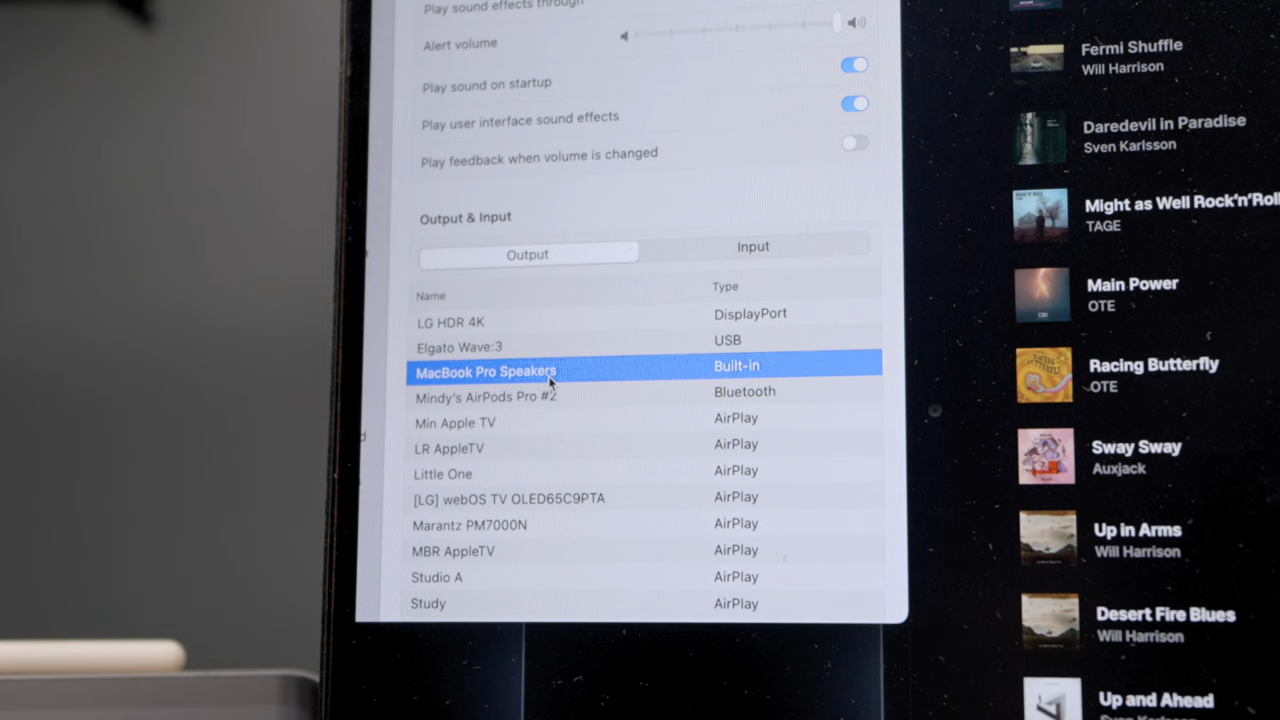 Play sound effects through
Alert volume
Play sound on startup
Play user interface sound effects
Play feedback when volume is changed
Output & Input
Output Input
Name Type
LG HDR 4K DisplayPort
Elgato Wave:3 USB
MacBook Pro Speakers Built-in
Mindy's AirPods Pro #2 Bluetooth
Min Apple TV AirPlay
LR AppleTV AirPlay
Little One AirPlay
[LG] webOS TV OLED65C9PTA AirPlay
Marantz PM7000N AirPlay
MBR AppleTV AirPlay
Studio A AirPlay
Study AirPlay
Fermi Shuffle
Will Harrison
Daredevil in Paradise
Sven Karlsson
Might as Well Rock'n'Roll
TAGE
Main Power
OTE
Racing Butterfly
OTE
Sway Sway
Auxjack
Up in Arms
Will Harrison
Desert Fire Blues
Will Harrison
Up and Ahead